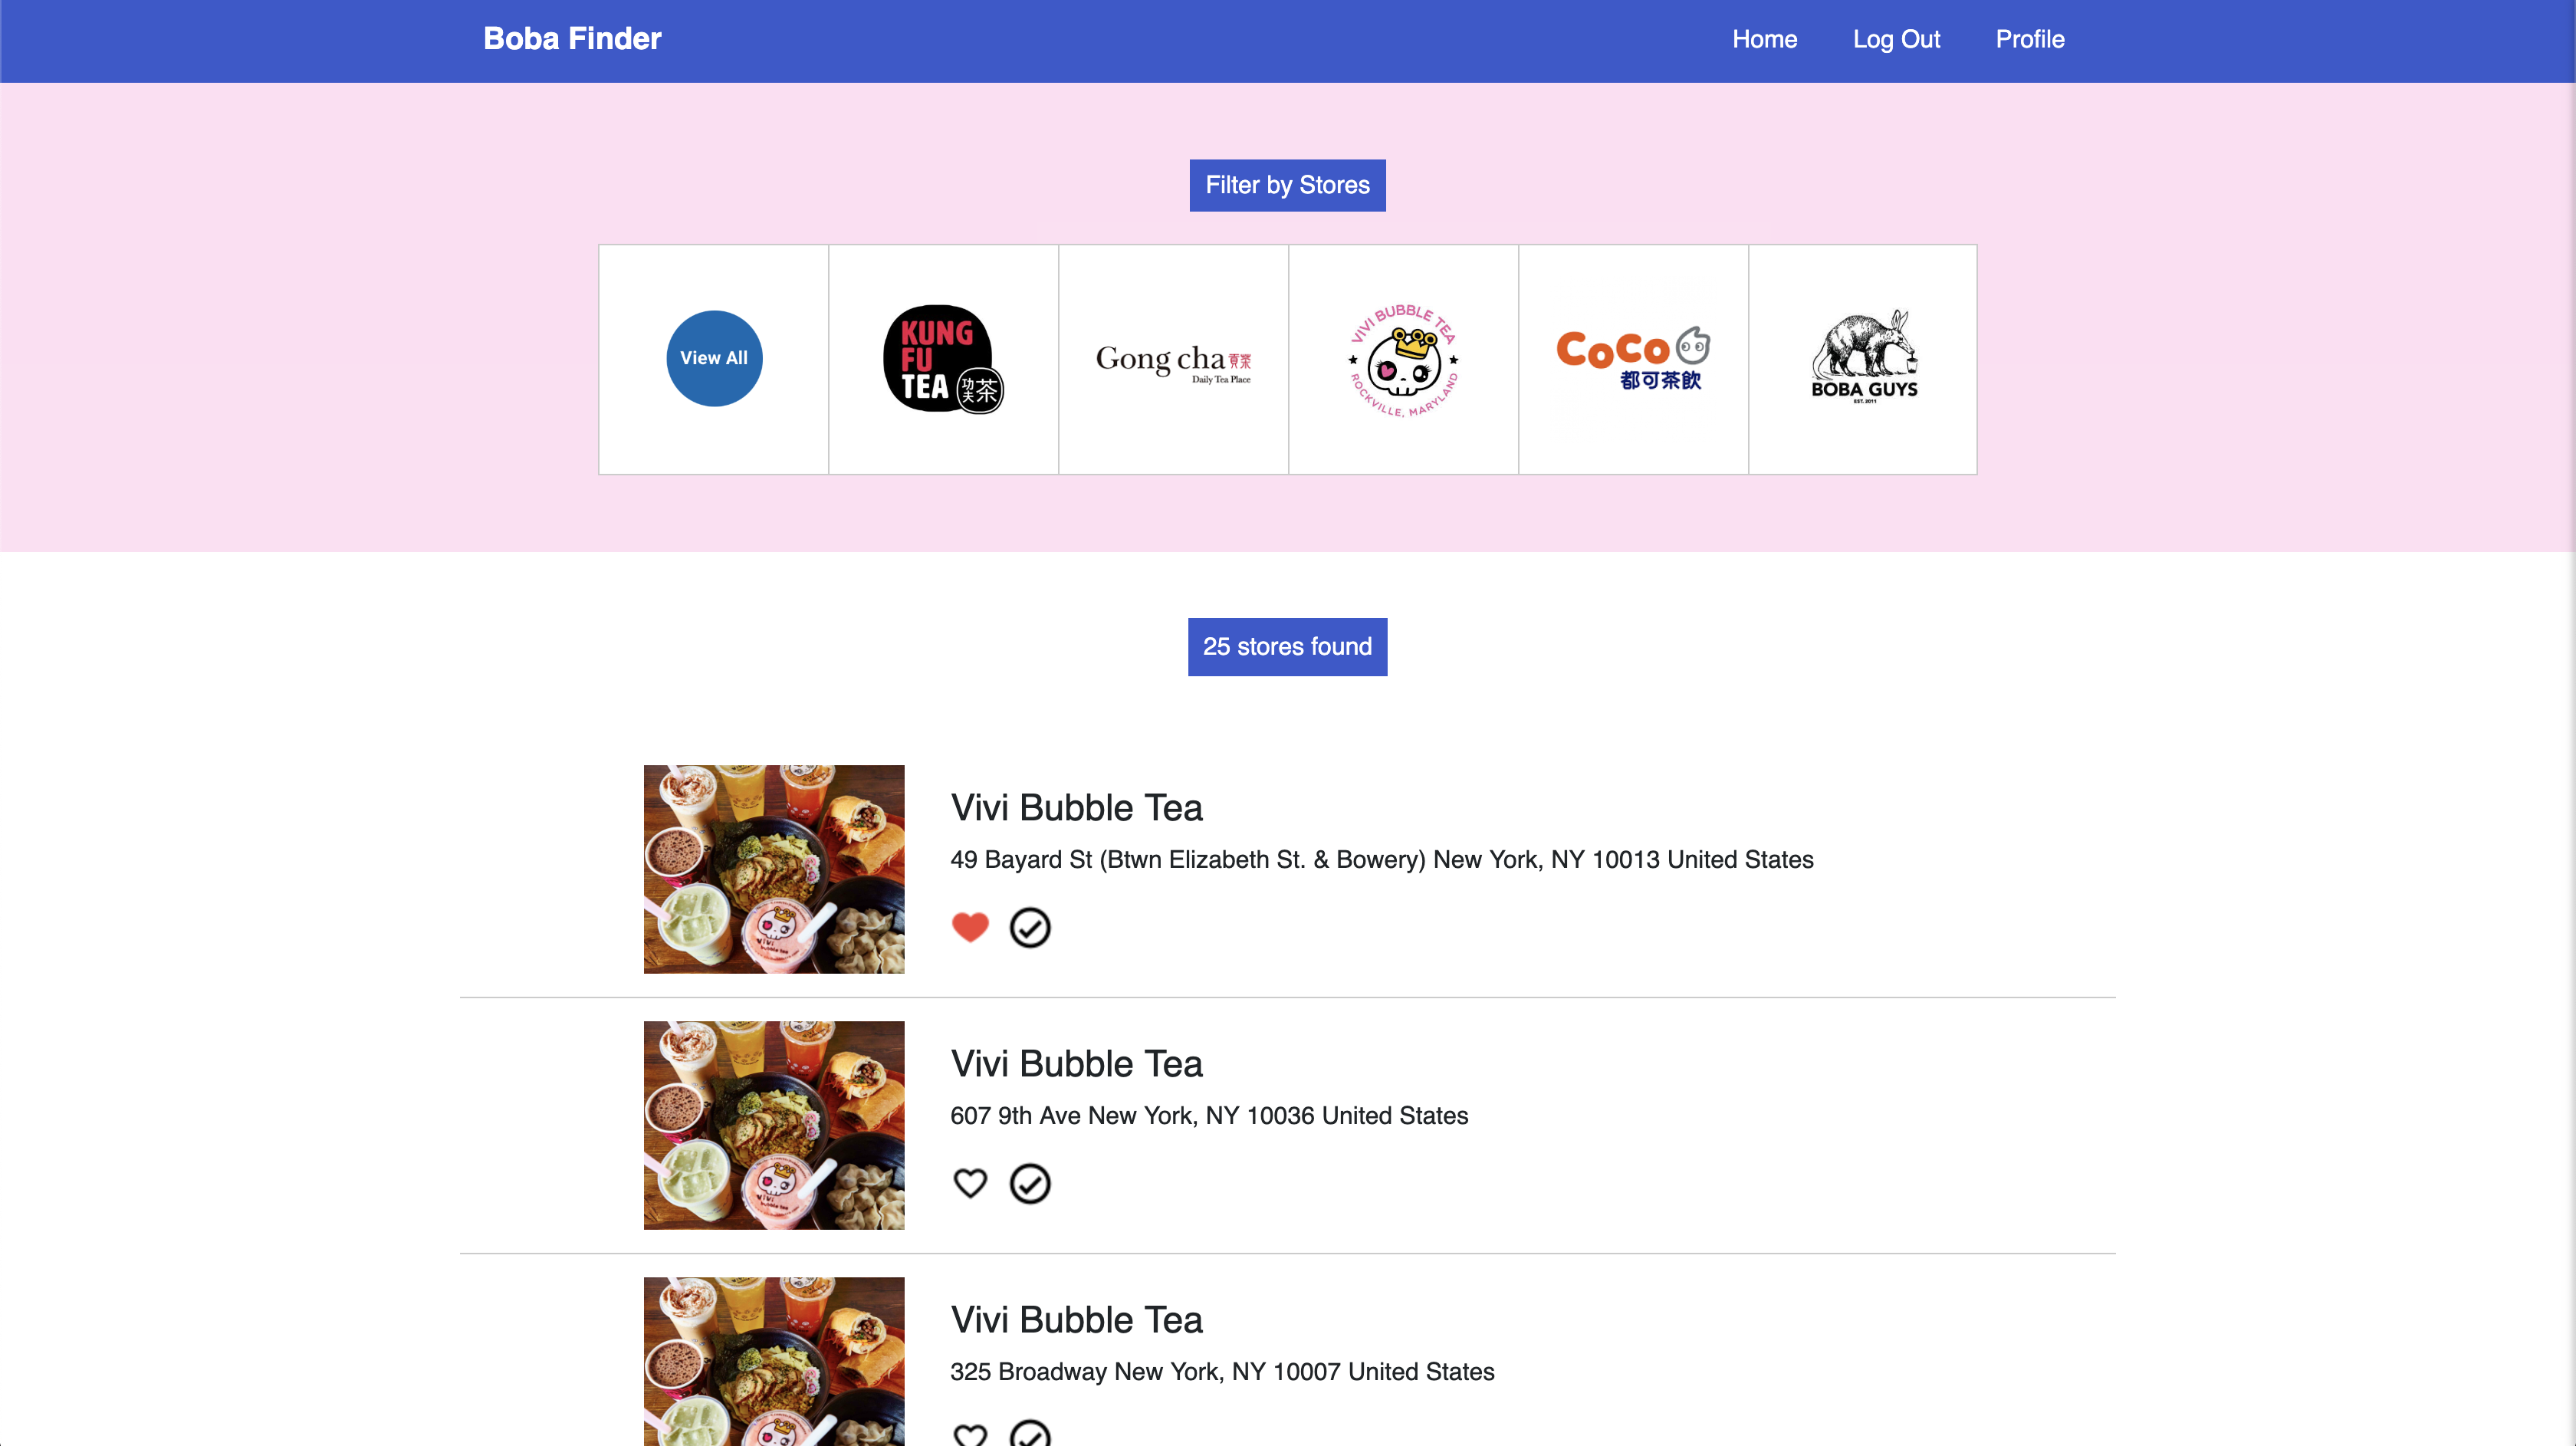 Boba Finder
Home
Log Out
Profile
Filter by Stores
View All
KUNG
FU
TEA
功夫茶
Gong cha 貢茶
Daily Tea Place
VIVI BUBBLE TEA
ROCKVILLE, MARYLAND
CoCo
都可茶飲
BOBA GUYS
EST. 2011
25 stores found
Vivi Bubble Tea
49 Bayard St (Btwn Elizabeth St. & Bowery) New York, NY 10013 United States
Vivi Bubble Tea
607 9th Ave New York, NY 10036 United States
Vivi Bubble Tea
325 Broadway New York, NY 10007 United States